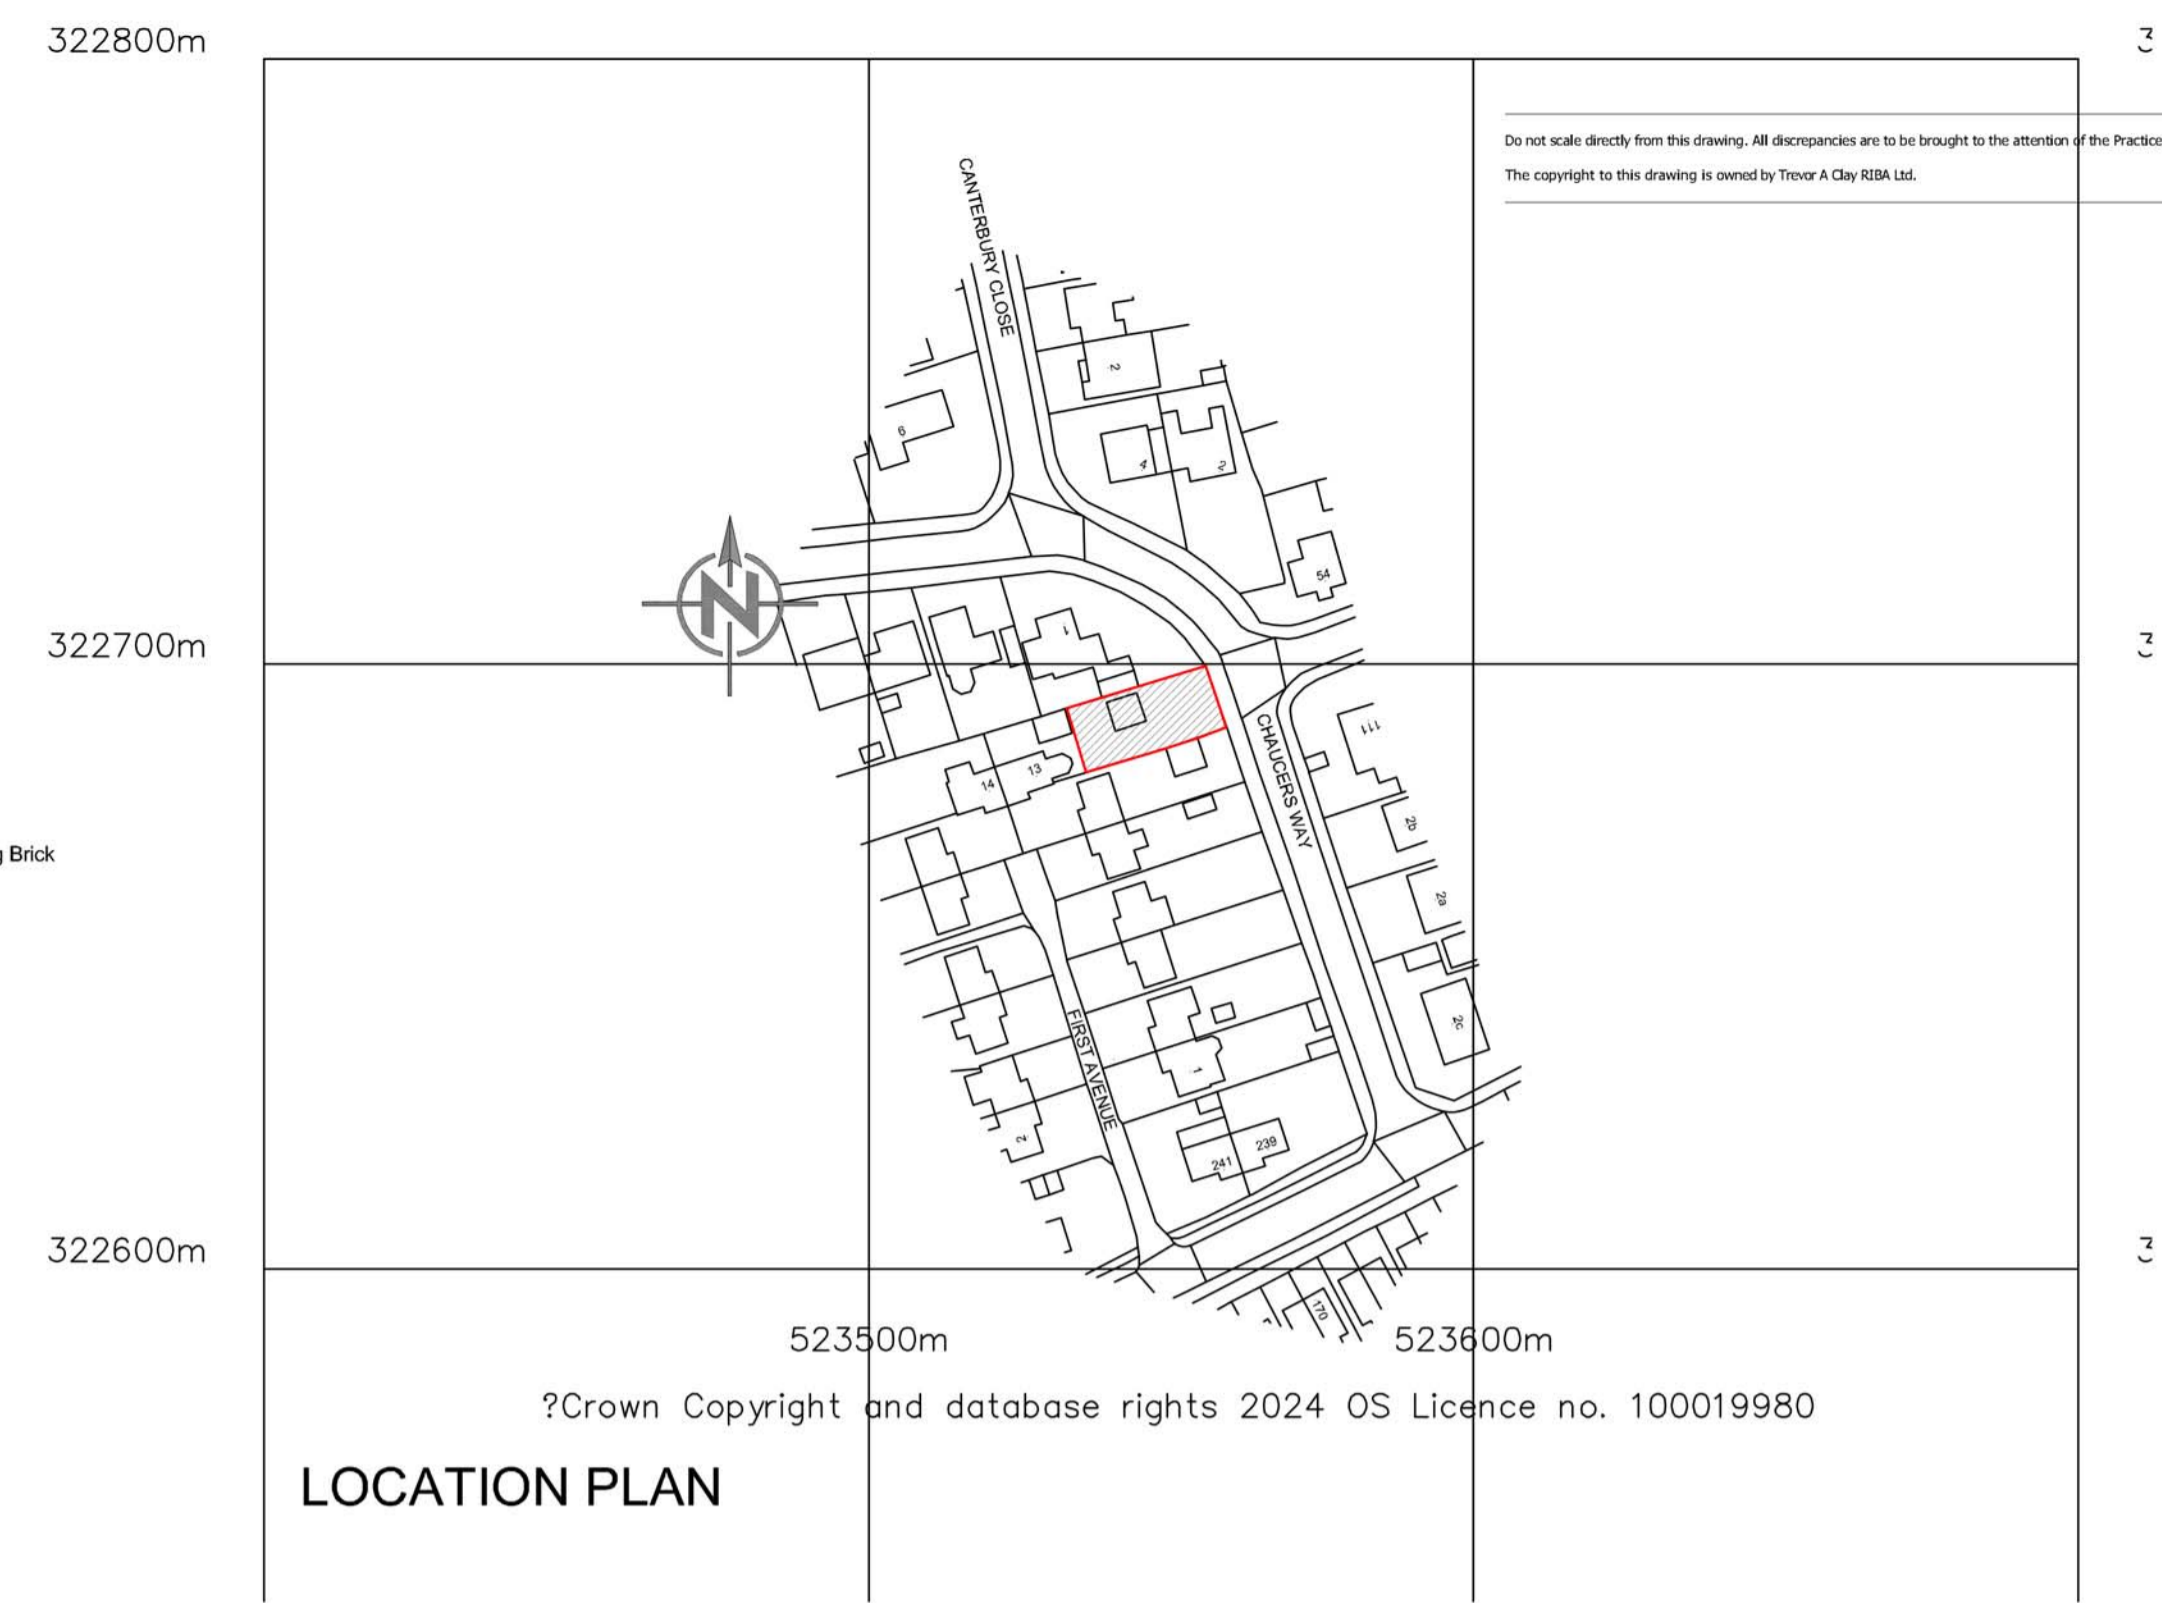 322800m
Do not scale directly from this drawing. All discrepancies are to be brought to the attention of the Practice
The copyright to this drawing is owned by Trevor A Clay RIBA Ltd.
CANTERBURY CLOSE
2
6
4
2
54
N
1
322700m
CHAUCERS WAY
111
13
14
2b
g Brick
2a
2c
FIRST AVENUE
1
2
239
241
322600m
170
523500m
523600m
?Crown Copyright and database rights 2024 OS Licence no. 100019980
LOCATION PLAN